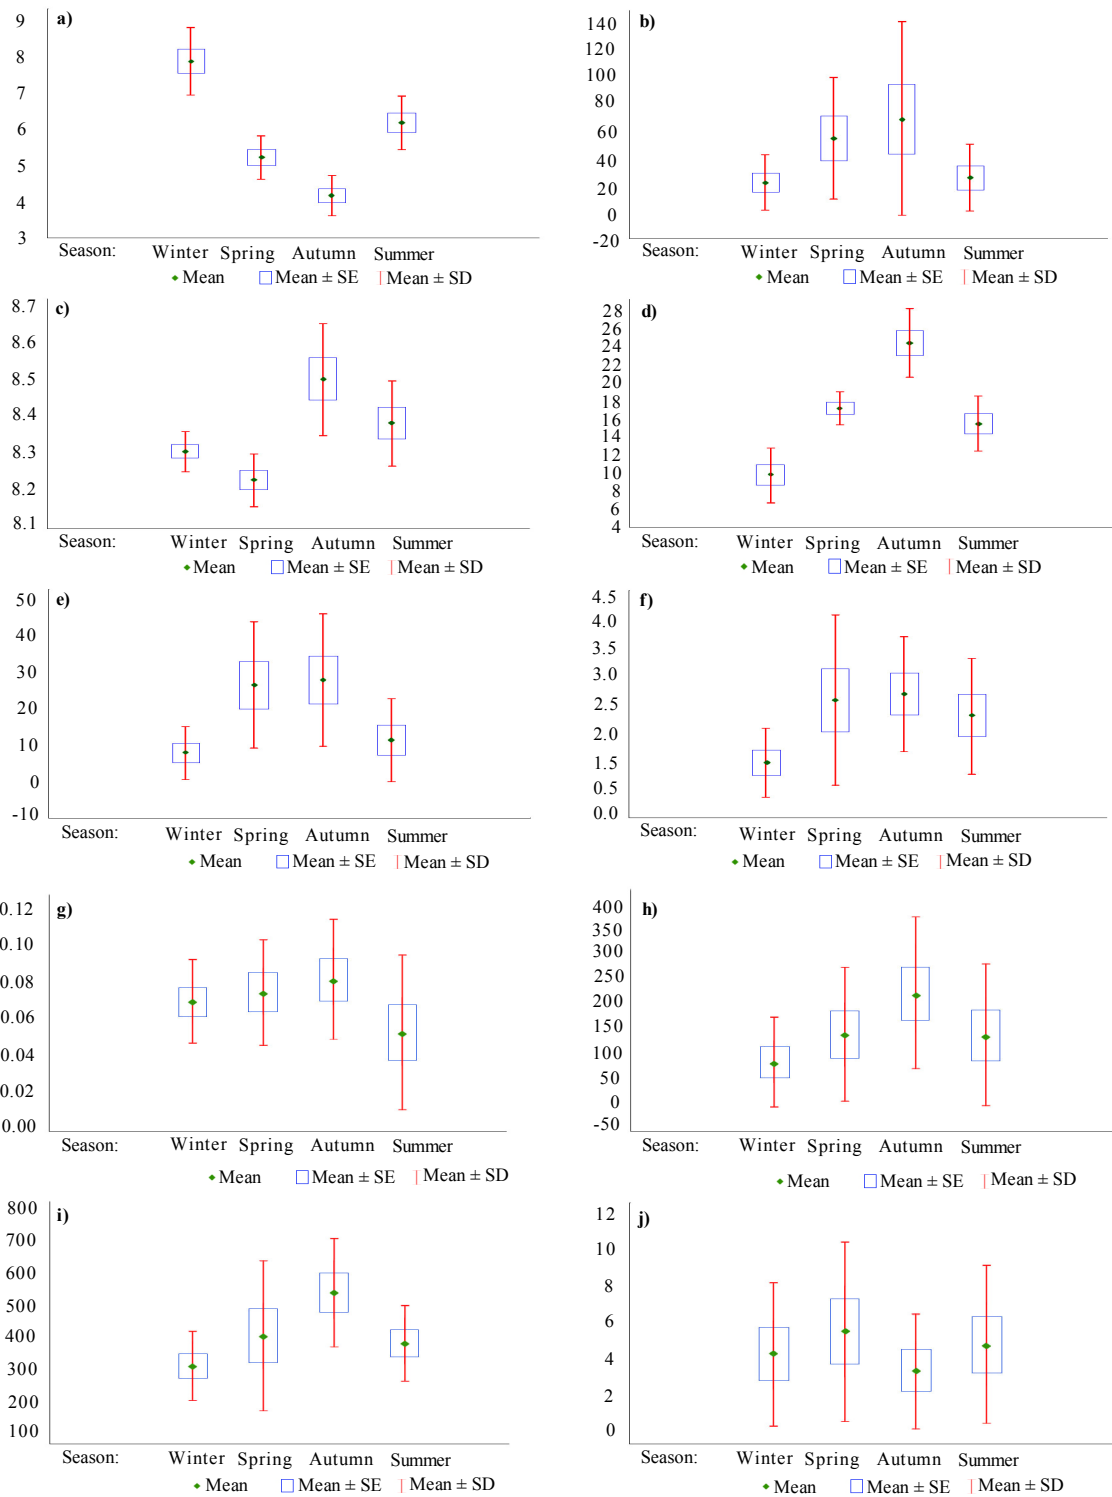 a)
9
8
7
6
5
4
3
Season: Winter Spring Autumn Summer
Mean Mean ± SE Mean ± SD
b)
140
120
100
80
60
40
20
0
-20
Season: Winter Spring Autumn Summer
Mean Mean ± SE Mean ± SD
c)
8.7
8.6
8.5
8.4
8.3
8.2
8.1
Season: Winter Spring Autumn Summer
Mean Mean ± SE Mean ± SD
d)
28
26
24
22
20
18
16
14
12
10
8
6
4
Season: Winter Spring Autumn Summer
Mean Mean ± SE Mean ± SD
e)
50
40
30
20
10
0
-10
Season: Winter Spring Autumn Summer
Mean Mean ± SE Mean ± SD
f)
4.5
3.5
3.0
2.5
2.0
1.5
0.5
0.0
Season: Winter Spring Autumn Summer
Mean Mean ± SE Mean ± SD
g)
0.12
0.10
0.08
0.06
0.04
0.02
0.00
Season: Winter Spring Autumn Summer
Mean Mean ± SE Mean ± SD
h)
400
350
300
250
200
150
100
50
0
-50
Season: Winter Spring Autumn Summer
Mean Mean ± SE Mean ± SD
i)
800
700
600
500
400
300
200
100
Season: Winter Spring Autumn Summer
Mean Mean ± SE Mean ± SD
j)
12
10
8
6
4
2
0
Season: Winter Spring Autumn Summer
Mean Mean ± SE Mean ± SD